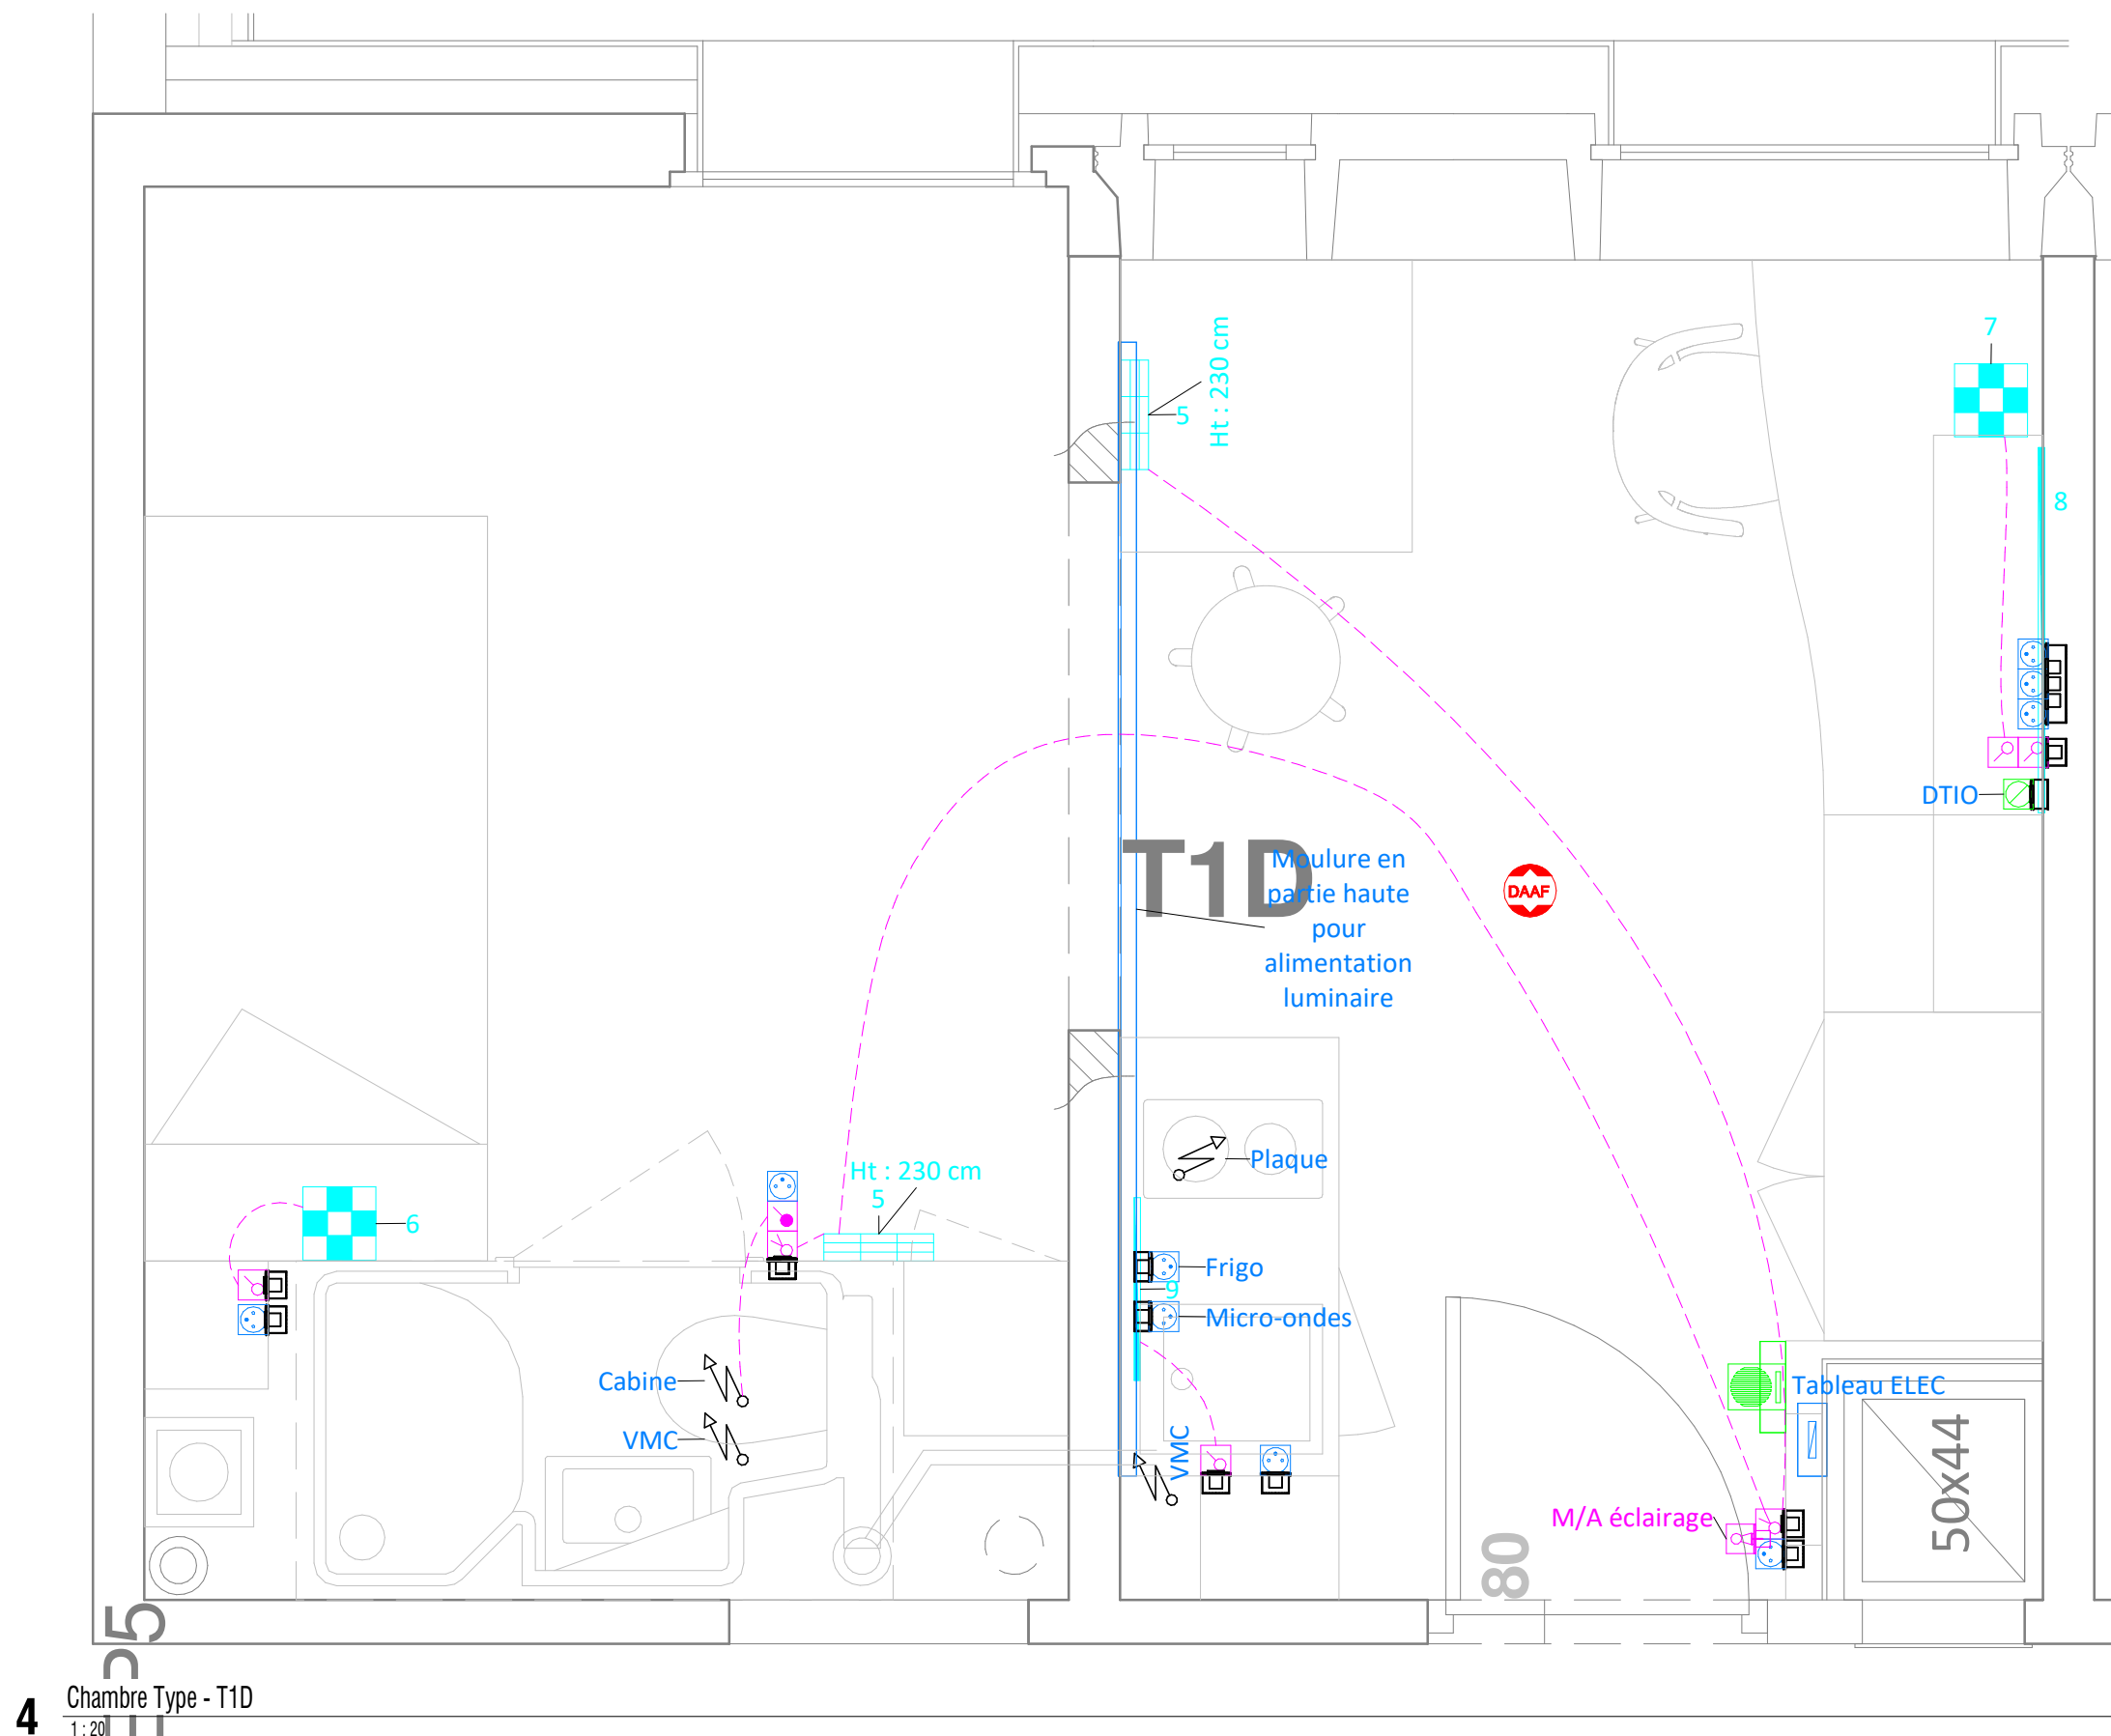 7
Ht : 230 cm
5
8
DTIO
T1D
Moulure en
partie haute
pour
alimentation
luminaire
DAAF
Plaque
Ht : 230 cm
5
6
Frigo
9
Micro-ondes
Cabine
VMC
VMC
Tableau ELEC
50x44
M/A éclairage
80
4
Chambre Type - T1D
1 : 20